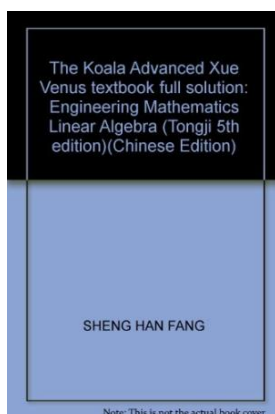 The Koala Advanced Xue
Venus textbook full solution:
Engineering Mathematics
Linear Algebra (Tongji 5th
edition)(Chinese Edition)
SHENG HAN FANG
Note: This is not the actual book cover